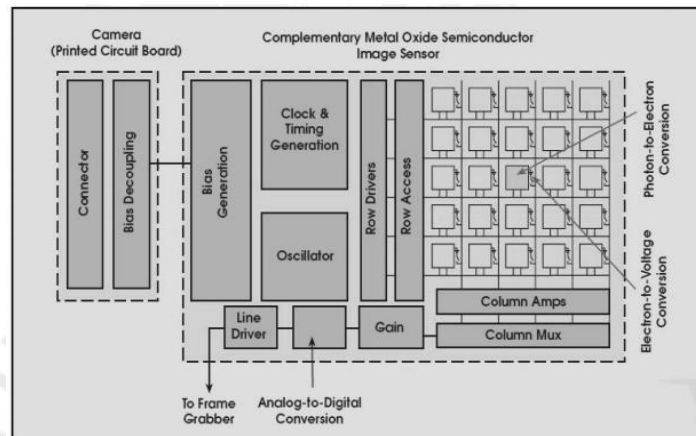 Camera
(Printed Circuit Board)
Complementary Metal Oxide Semiconductor
Image Sensor
Connector
Bias Decoupling
Bias
Generation
Clock &
Timing
Generation
Oscillator
Row Drivers
Row Access
Photon-to-Electron
Conversion
Electron-to-Voltage
Conversion
Column Amps
Column Mux
Gain
Line
Driver
To Frame
Grabber
Analog-to-Digital
Conversion